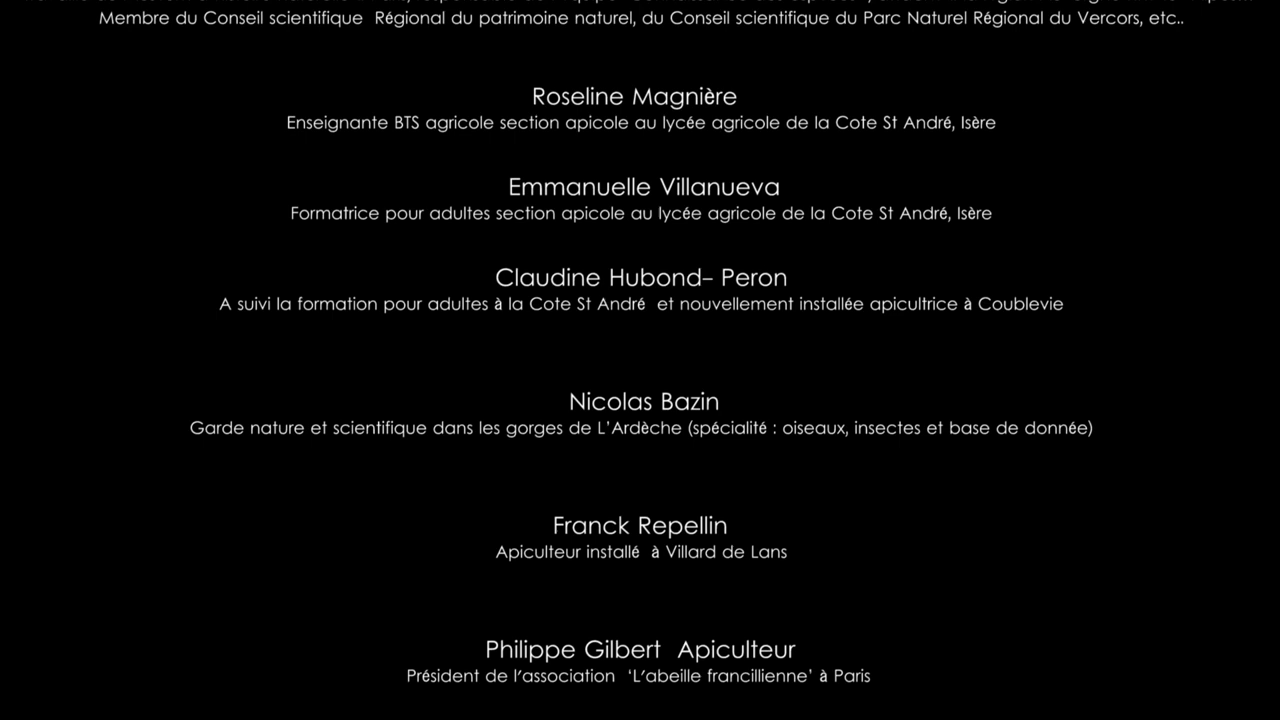 Membre du Conseil scientifique  Régional du patrimoine naturel, du Conseil scientifique du Parc Naturel Régional du Vercors, etc..
Roseline Magnière
Enseignante BTS agricole section apicole au lycée agricole de la Cote St André, Isère
Emmanuelle Villanueva
Formatrice pour adultes section apicole au lycée agricole de la Cote St André, Isère
Claudine Hubond- Peron
A suivi la formation pour adultes à la Cote St André  et nouvellement installée apicultrice à Coublevie
Nicolas Bazin
Garde nature et scientifique dans les gorges de L'Ardèche (spécialité : oiseaux, insectes et base de donnée)
Franck Repellin
Apiculteur installé  à Villard de Lans
Philippe Gilbert  Apiculteur
Président de l'association  'L'abeille francillienne' à Paris